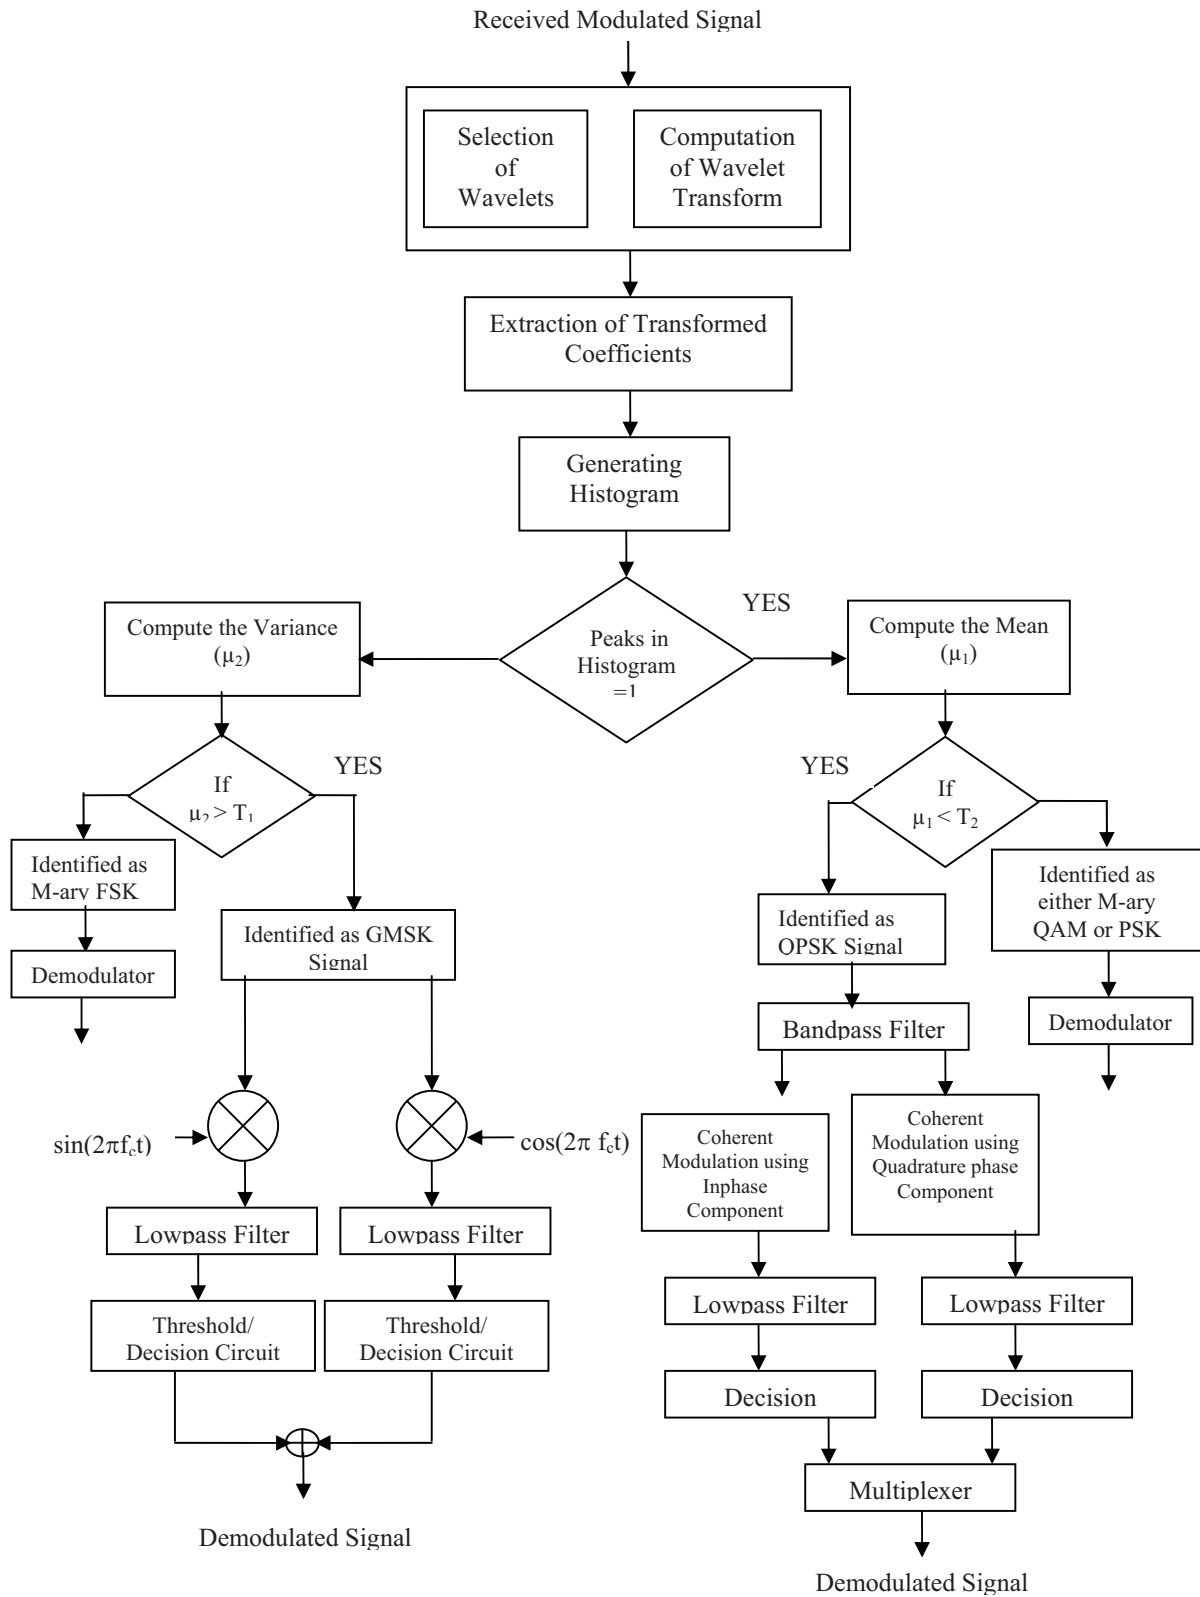 Received Modulated Signal
Selection
of
Wavelets
Computation
of Wavelet
Transform
Extraction of Transformed
Coefficients
Generating
Histogram
Peaks in
Histogram
=1
YES
Compute the Variance
(μ₂)
Compute the Mean
(μ₁)
If
μ₂ > T₁
YES
YES
If
μ₁ < T₂
Identified as
M-ary FSK
Demodulator
Identified as GMSK
Signal
Identified as
QPSK Signal
Identified as
either M-ary
QAM or PSK
Demodulator
Bandpass Filter
sin(2πf_ct)
cos(2π f_ct)
Coherent
Modulation using
Inphase
Component
Coherent
Modulation using
Quadrature phase
Component
Lowpass Filter
Lowpass Filter
Lowpass Filter
Lowpass Filter
Threshold/
Decision Circuit
Threshold/
Decision Circuit
Decision
Decision
Multiplexer
Demodulated Signal
Demodulated Signal